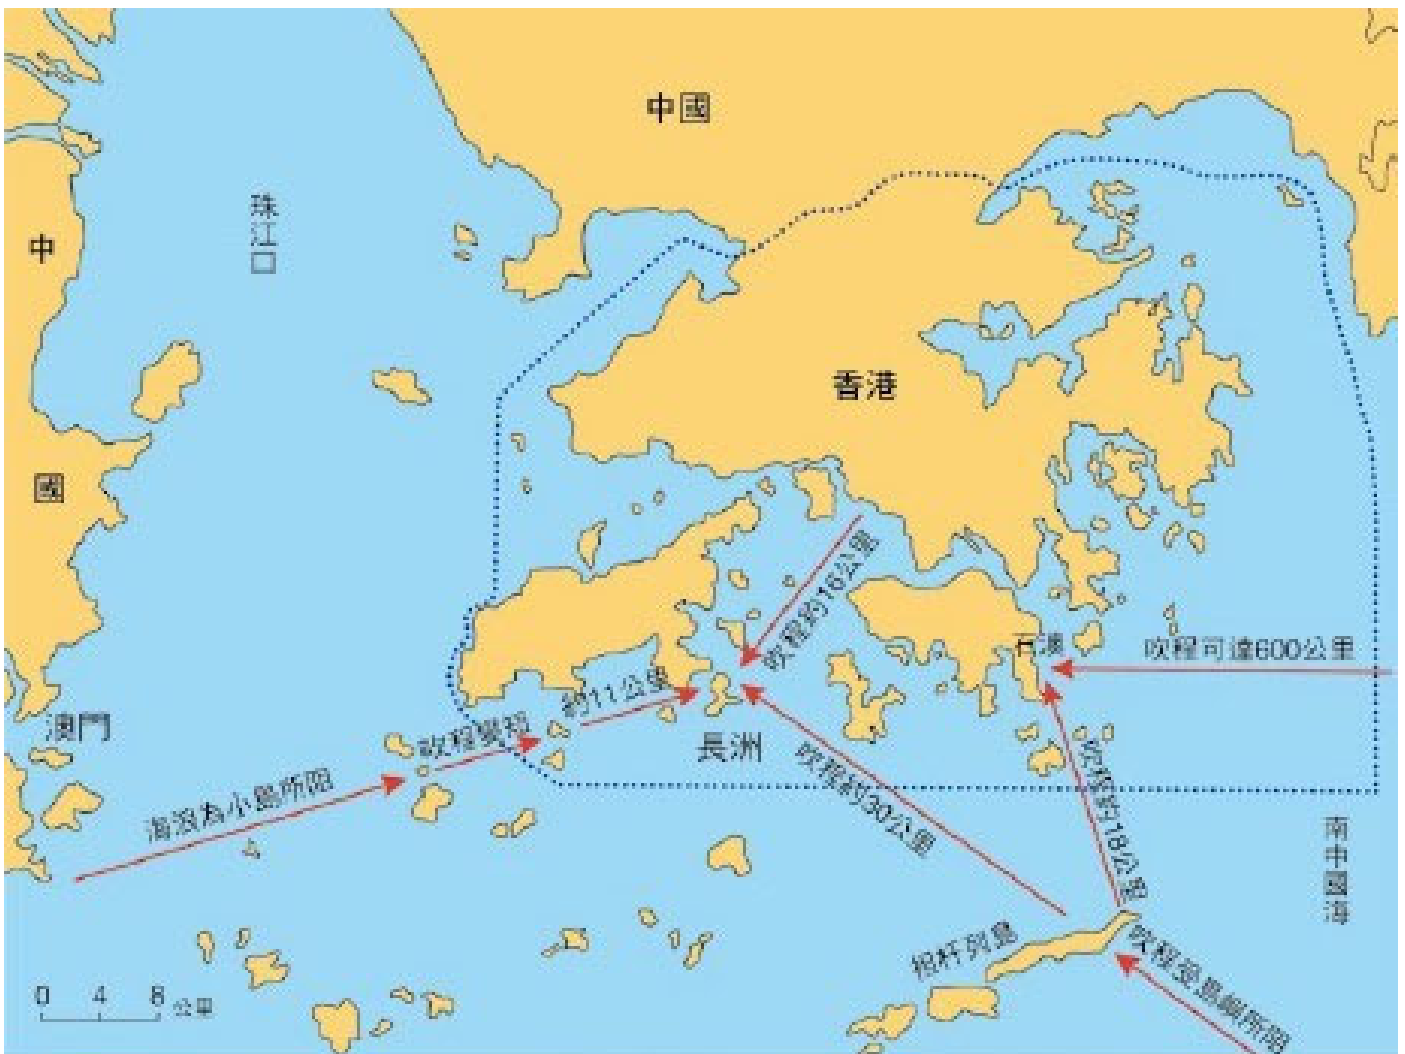 中國
珠江口
中國
香港
吹程約16公里
石澳
吹程可達600公里
約11公里
吹程變短
澳門
長洲
海浪為小島所阻
吹程約30公里
吹程約18公里
南中國海
担杆列島
吹程受島嶼所阻
0 4 8 公里